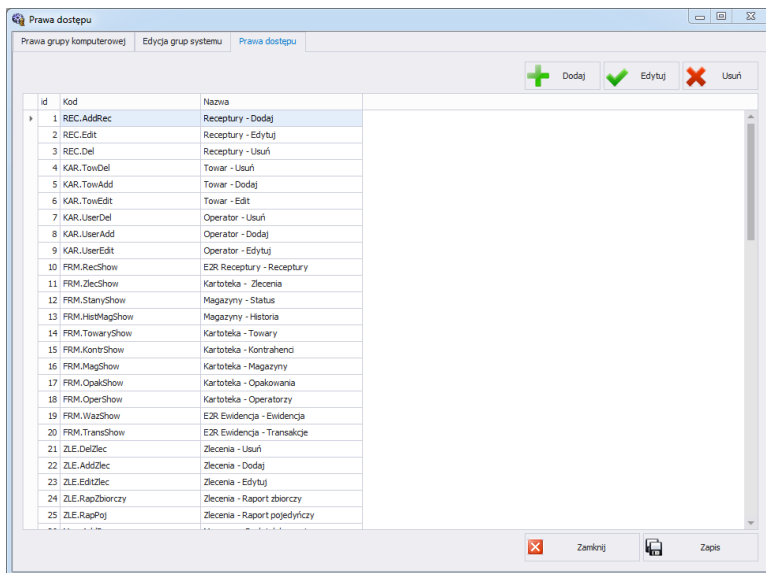 Prawa dostępu
Prawa grupy komputerowej Edycja grup systemu Prawa dostępu
Dodaj Edytuj Usuń
id Kod Nazwa
1 REC.AddRec Receptury - Dodaj
2 REC.Edit Receptury - Edytuj
3 REC.Del Receptury - Usuń
4 KAR.TowDel Towar - Usuń
5 KAR.TowAdd Towar - Dodaj
6 KAR.TowEdit Towar - Edit
7 KAR.UserDel Operator - Usuń
8 KAR.UserAdd Operator - Dodaj
9 KAR.UserEdit Operator - Edytuj
10 FRM.RecShow E2R Receptury - Receptury
11 FRM.ZlecShow Kartoteka - Zlecenia
12 FRM.StanyShow Magazyny - Status
13 FRM.HistMagShow Magazyny - Historia
14 FRM.TowaryShow Kartoteka - Towary
15 FRM.KontrShow Kartoteka - Kontrahenci
16 FRM.MagShow Kartoteka - Magazyny
17 FRM.OpakShow Kartoteka - Opakowania
18 FRM.OperShow Kartoteka - Operatorzy
19 FRM.WazShow E2R Ewidencja - Ewidencja
20 FRM.TransShow E2R Ewidencja - Transakcje
21 ZLE.DelZlec Zlecenia - Usuń
22 ZLE.AddZlec Zlecenia - Dodaj
23 ZLE.EditZlec Zlecenia - Edytuj
24 ZLE.RapZbiorczy Zlecenia - Raport zbiorczy
25 ZLE.RapPoj Zlecenia - Raport pojedyńczy
Zamknij Zapis